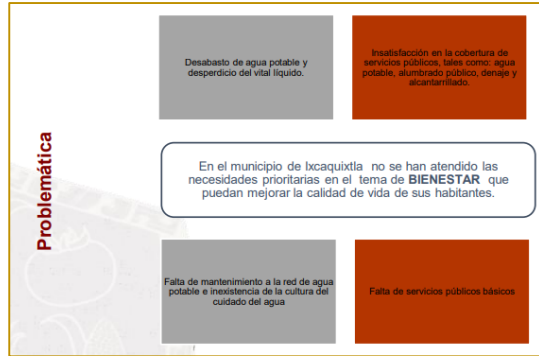 Problemática
Desabasto de agua potable y
desperdicio del vital líquido.
Insatisfacción en la cobertura de
servicios públicos, tales como: agua
potable, alumbrado público, denaje y
alcantarrillado.
En el municipio de Ixcaquixtla no se han atendido las
necesidades prioritarias en el tema de BIENESTAR que
puedan mejorar la calidad de vida de sus habitantes.
Falta de mantenimiento a la red de agua
potable e inexistencia de la cultura del
cuidado del agua
Falta de servicios públicos básicos